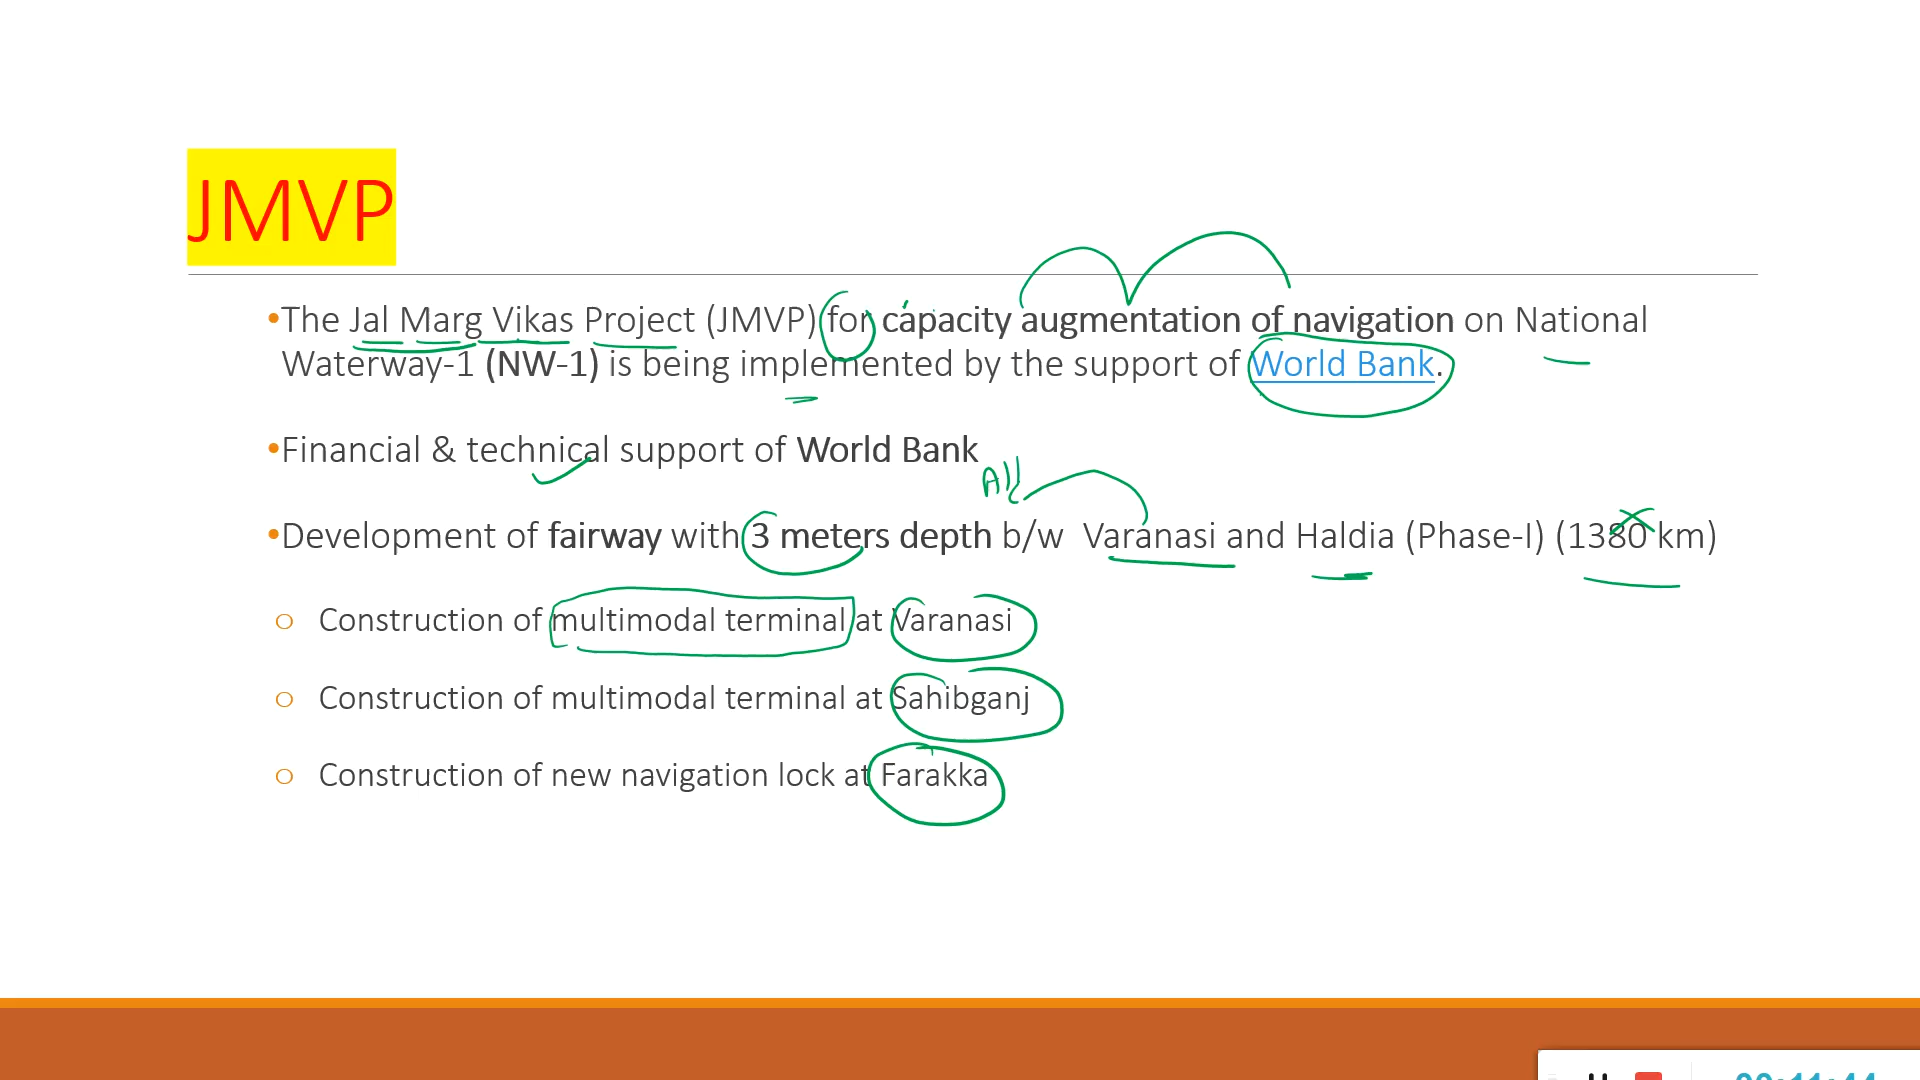 JMVP
•The Jal Marg Vikas Project (JMVP) for capacity augmentation of navigation on National
Waterway-1 (NW-1) is being implemented by the support of World Bank.
•Financial & technical support of World Bank
All
•Development of fairway with 3 meters depth b/w Varanasi and Haldia (Phase-I) (1380 km)
o Construction of multimodal terminal at Varanasi
o Construction of multimodal terminal at Sahibganj
o Construction of new navigation lock at Farakka